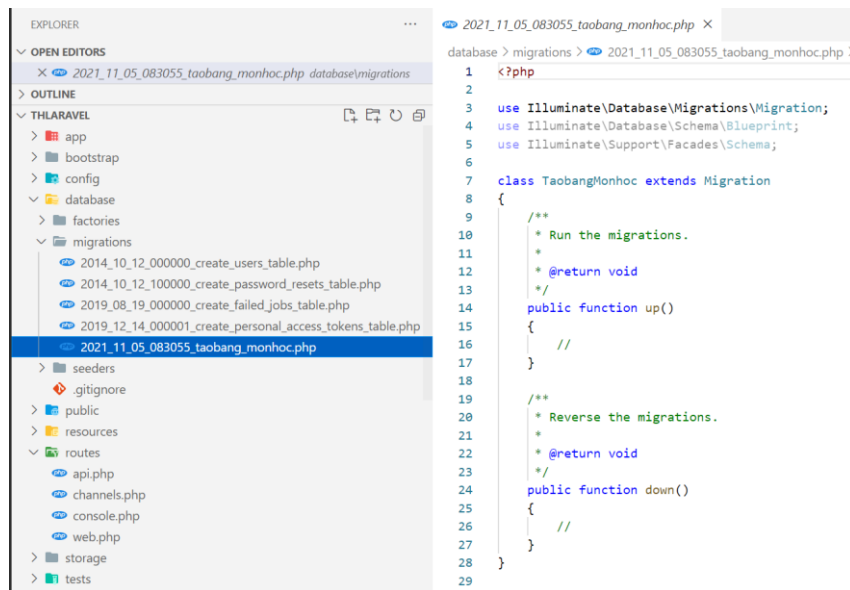 EXPLORER
OPEN EDITORS
2021_11_05_083055_taobang_monhoc.php database\migrations
OUTLINE
THLARAVEL
app
bootstrap
config
database
factories
migrations
2014_10_12_000000_create_users_table.php
2014_10_12_100000_create_password_resets_table.php
2019_08_19_000000_create_failed_jobs_table.php
2019_12_14_000001_create_personal_access_tokens_table.php
2021_11_05_083055_taobang_monhoc.php
seeders
.gitignore
public
resources
routes
api.php
channels.php
console.php
web.php
storage
tests
2021_11_05_083055_taobang_monhoc.php
database > migrations > 2021_11_05_083055_taobang_monhoc.php
1 <?php
2
3 use Illuminate\Database\Migrations\Migration;
4 use Illuminate\Database\Schema\Blueprint;
5 use Illuminate\Support\Facades\Schema;
6
7 class TaobangMonhoc extends Migration
8 {
9 /**
10 * Run the migrations.
11 *
12 * @return void
13 */
14 public function up()
15 {
16 //
17 }
18
19 /**
20 * Reverse the migrations.
21 *
22 * @return void
23 */
24 public function down()
25 {
26 //
27 }
28 }
29